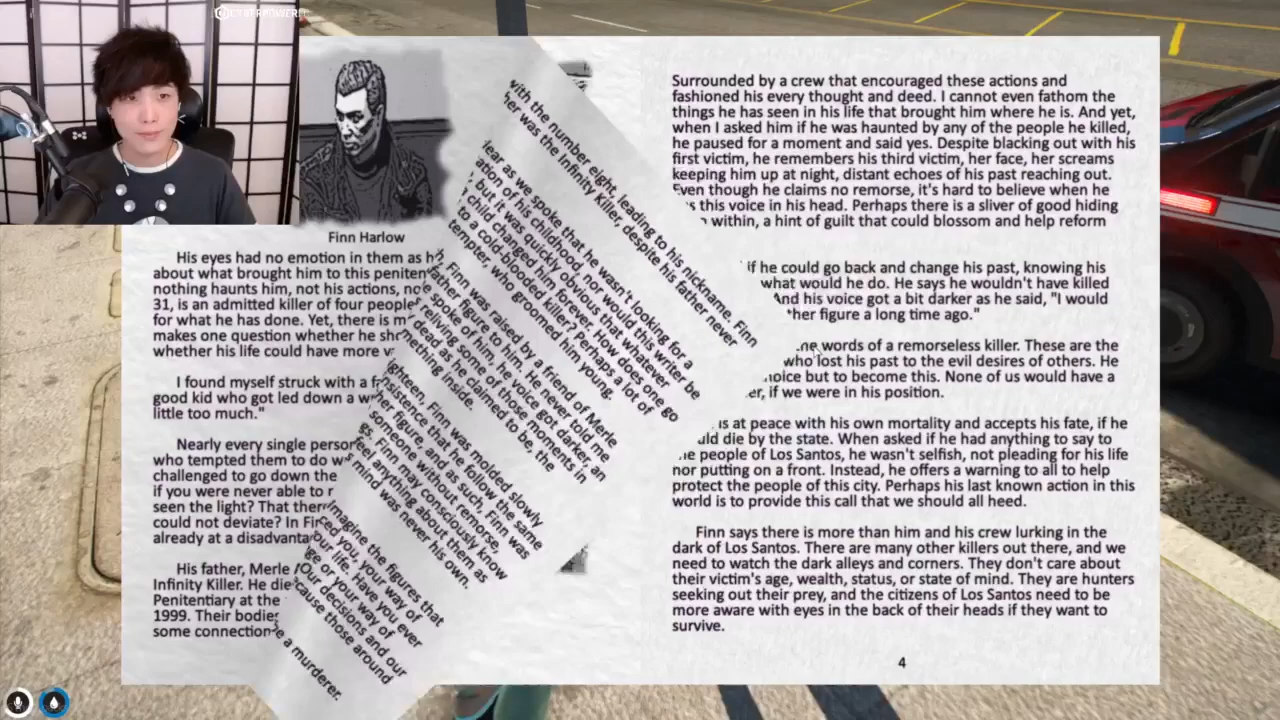 CYBERPOWER
Finn Harlow
His eyes had no emotion in them as
about what brought him to this
nothing haunts him, not his actions,
31, is an admitted killer of four people
for what he has done. Yet, there is
makes one question whether he
whether his life could have more
I found myself struck with a
good kid who got led down a
little too much."
Nearly every single person
who tempted them to do
challenged to go down the
if you were never able to
seen the light? That
could not deviate? In
already at a
His father, Merle
Infinity Killer. He
Penitentiary at the
1999. Their
some
with the number eight, leading to his nickname. Finn
was the Infinity Killer, despite his father never
as we spoke that he wasn't looking for a
of his childhood, nor would this writer be
but it was quickly obvious that whatever
child changed him forever. How does one go
to a cold-blooded killer? Perhaps a lot of
tempter, who groomed him young.
Finn was raised by a friend of Merle
father figure to him, he never told me
spoke of him, his voice got darker, an
reliving some of those moments in
dead as he claimed to be, the
inside.
Finn was molded slowly
insistence that he follow the same
figure, and as such, Finn was
someone without remorse,
Finn may consciously know
feel anything about them as
mind was never his own.
Imagine the figures that
you, your way of
your life. Have you ever
or your way of
Our decisions and our
cause those around
a murderer.
Surrounded by a crew that encouraged these actions and
fashioned his every thought and deed. I cannot even fathom the
things he has seen in his life that brought him where he is. And yet,
when I asked him if he was haunted by any of the people he killed,
he paused for a moment and said yes. Despite blacking out with his
first victim, he remembers his third victim, her face, her screams
keeping him up at night, distant echoes of his past reaching out.
Even though he claims no remorse, it's hard to believe when he
this voice in his head. Perhaps there is a sliver of good hiding
within, a hint of guilt that could blossom and help reform
if he could go back and change his past, knowing his
what would he do. He says he wouldn't have killed
And his voice got a bit darker as he said, "I would
figure a long time ago."
words of a remorseless killer. These are the
who lost his past to the evil desires of others. He
but to become this. None of us would have a
if we were in his position.
is at peace with his own mortality and accepts his fate, if he
die by the state. When asked if he had anything to say to
people of Los Santos, he wasn't selfish, not pleading for his life
nor putting on a front. Instead, he offers a warning to all to help
protect the people of this city. Perhaps his last known action in this
world is to provide this call that we should all heed.
Finn says there is more than him and his crew lurking in the
dark of Los Santos. There are many other killers out there, and we
need to watch the dark alleys and corners. They don't care about
their victim's age, wealth, status, or state of mind. They are hunters
seeking out their prey, and the citizens of Los Santos need to be
more aware with eyes in the back of their heads if they want to
survive.
4